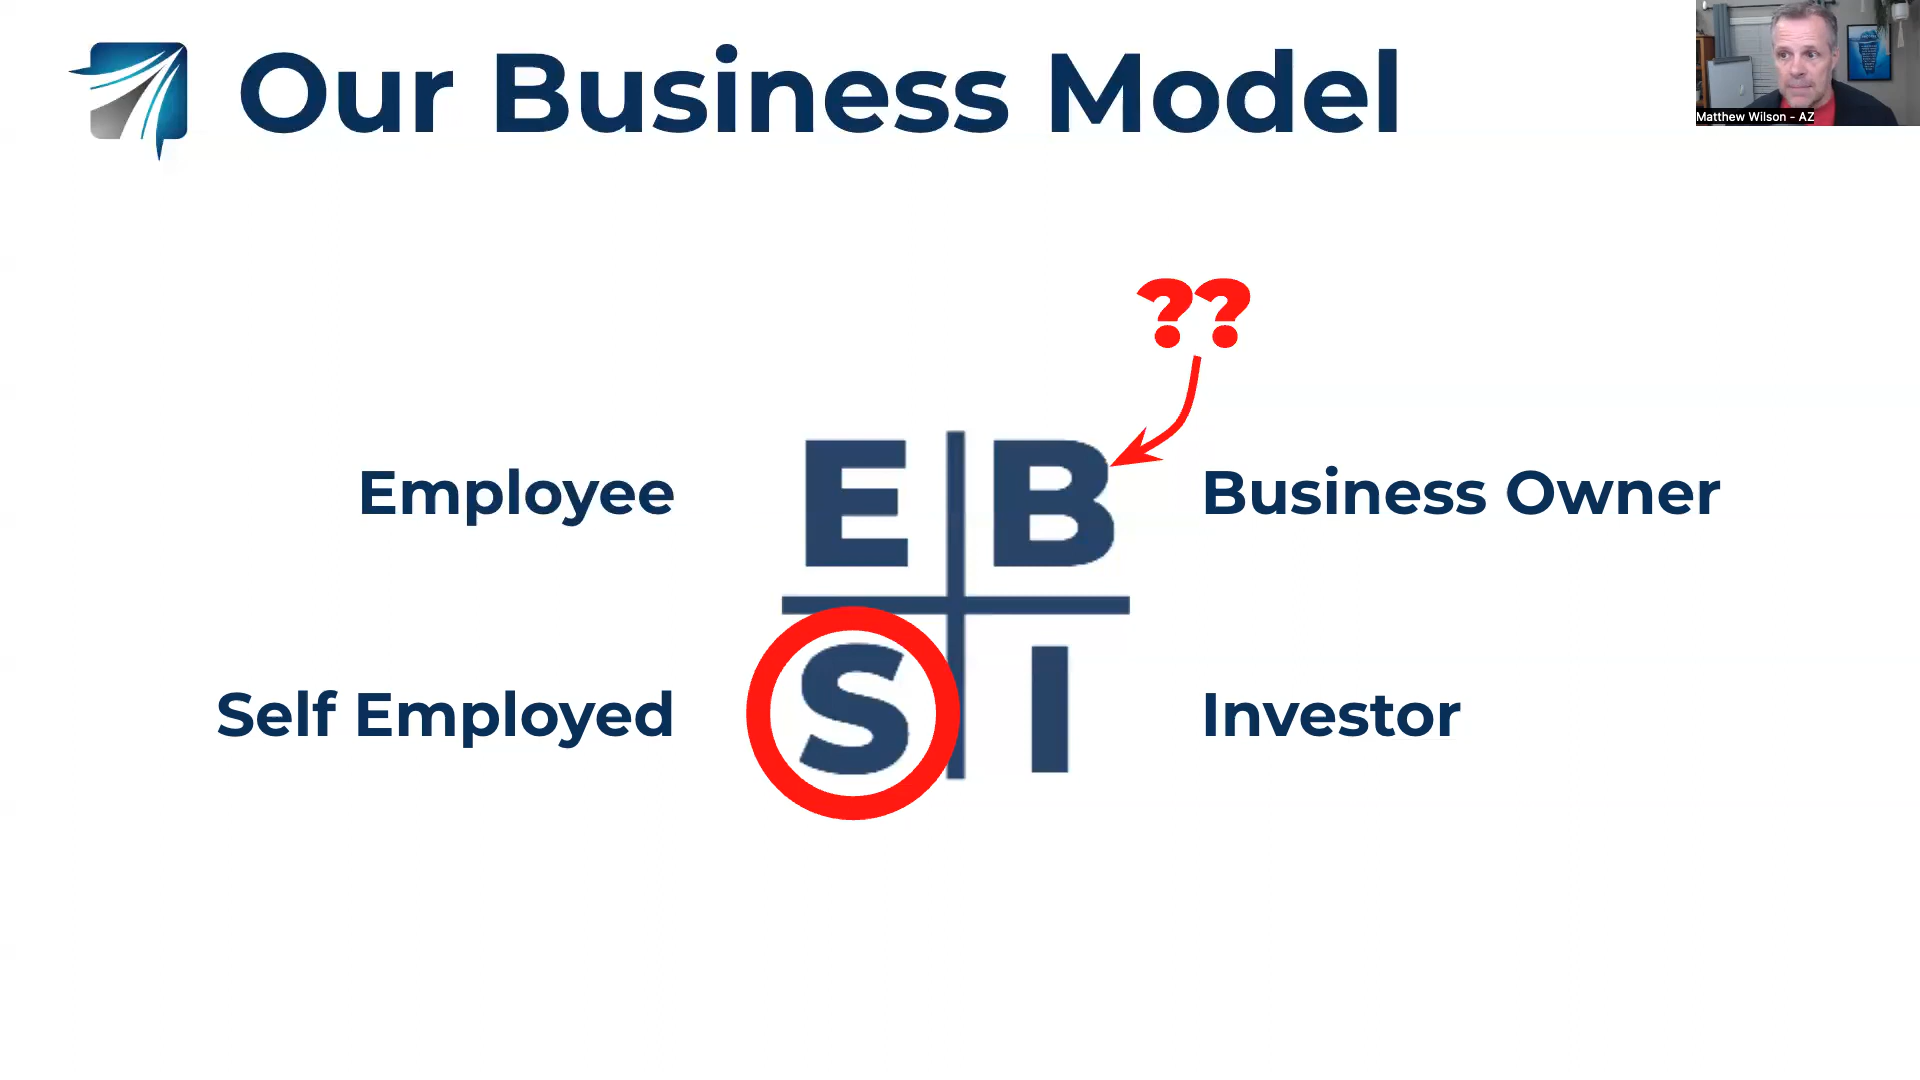 Our Business Model
Matthew Wilson - AZ
??
Employee
E B
Business Owner
Self Employed
S I
Investor